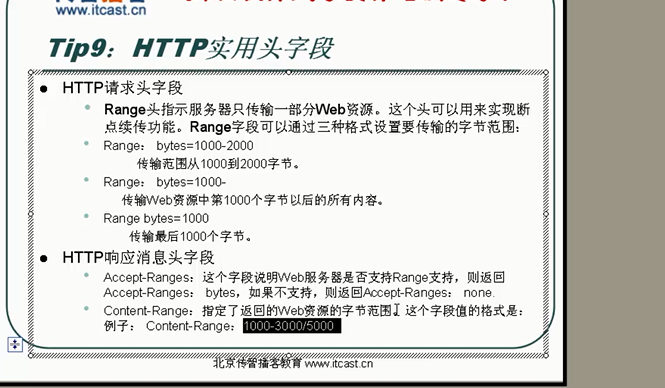 www.itcast.cn
Tip9：HTTP实用头字段
● HTTP请求头字段
• Range头指示服务器只传输一部分Web资源。这个头可以用来实现断
点续传功能。Range字段可以通过三种格式设置要传输的字节范围：
• Range： bytes=1000-2000
传输范围从1000到2000字节。
• Range： bytes=1000-
传输Web资源中第1000个字节以后的所有内容。
• Range bytes=1000
传输最后1000个字节。
● HTTP响应消息头字段
• Accept-Ranges：这个字段说明Web服务器是否支持Range支持，则返回
Accept-Ranges： bytes，如果不支持，则返回Accept-Ranges： none.
• Content-Range：指定了返回的Web资源的字节范围。这个字段值的格式是：
例子： Content-Range：1000-3000/5000
北京传智播客教育 www.itcast.cn